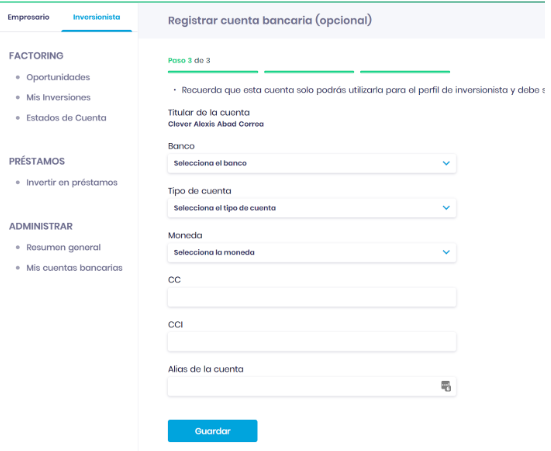 Empresario
Inversionista
FACTORING
Oportunidades
Mis Inversiones
Estados de Cuenta
PRÉSTAMOS
Invertir en préstamos
ADMINISTRAR
Resumen general
Mis cuentas bancarias
Registrar cuenta bancaria (opcional)
Paso 3 de 3
• Recuerda que esta cuenta solo podrás utilizarla para el perfil de inversionista y debe s
Titular de la cuenta
Clever Alexis Abad Correa
Banco
Selecciona el banco
Tipo de cuenta
Selecciona el tipo de cuenta
Moneda
Selecciona la moneda
CC
CCI
Alias de la cuenta
Guardar